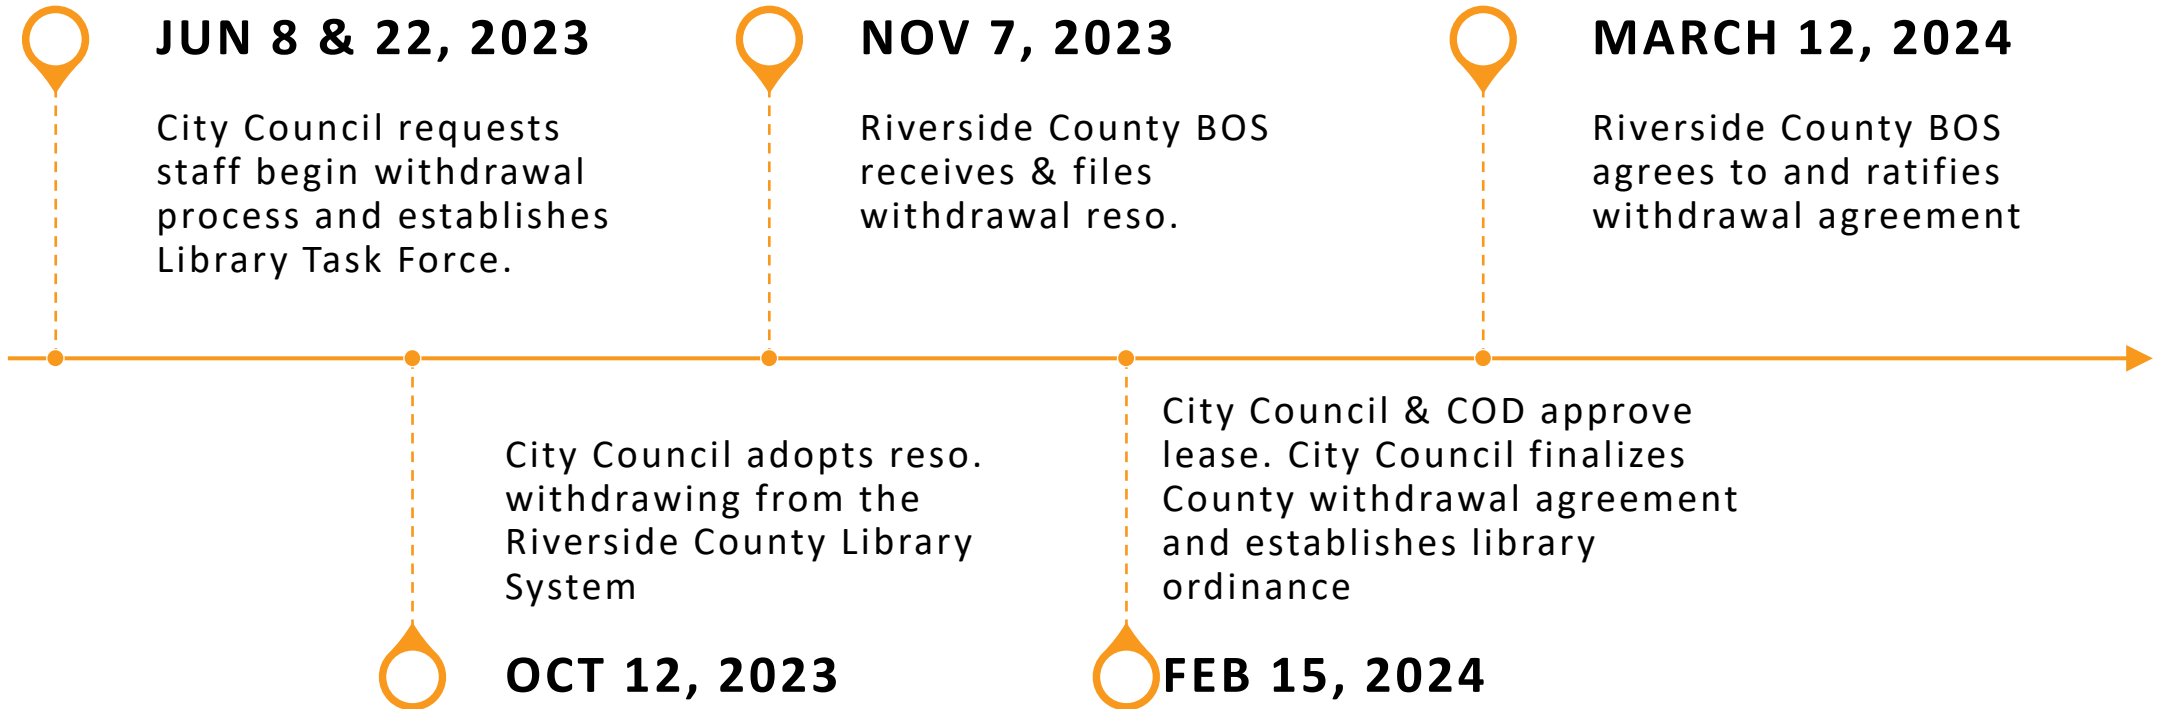 JUN 8 & 22, 2023
City Council requests
staff begin withdrawal
process and establishes
Library Task Force.
NOV 7, 2023
Riverside County BOS
receives & files
withdrawal reso.
MARCH 12, 2024
Riverside County BOS
agrees to and ratifies
withdrawal agreement
City Council adopts reso.
withdrawing from the
Riverside County Library
System
OCT 12, 2023
City Council & COD approve
lease. City Council finalizes
County withdrawal agreement
and establishes library
ordinance
FEB 15, 2024